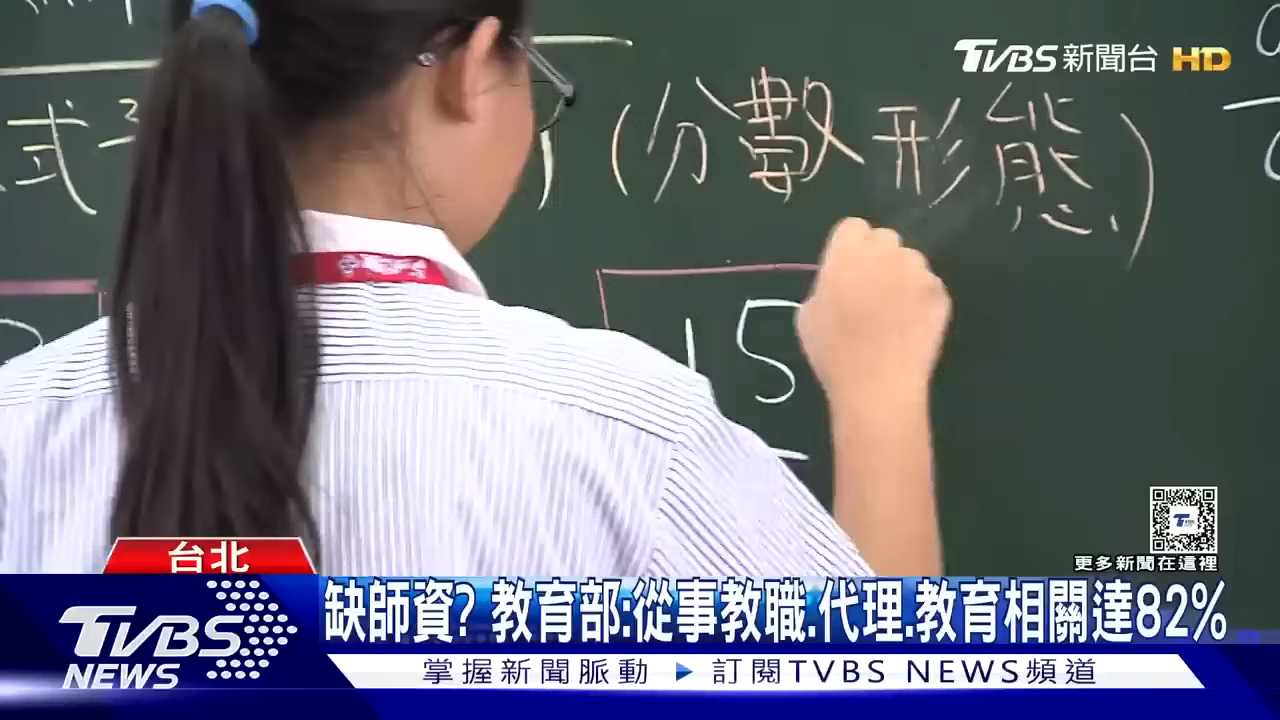 TVBS新聞台 HD
式
(分數形態)
15
更多新聞在這裡
台北
缺師資? 教育部:從事教職.代理.教育相關達82%
TVBS NEWS
掌握新聞脈動 ▶ 訂閱TVBS NEWS頻道